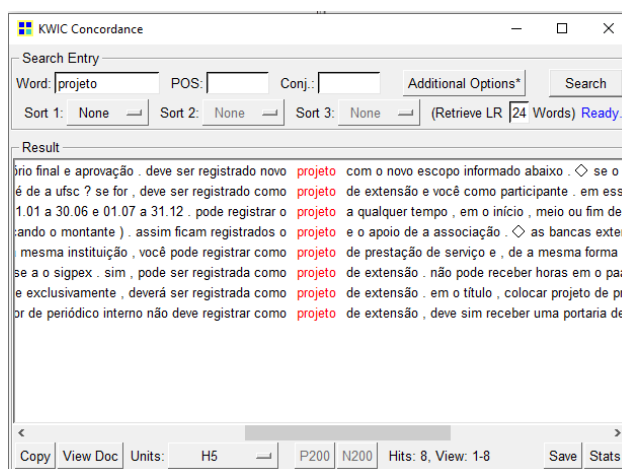 KWIC Concordance
Search Entry
Word: projeto POS: Conj.: Additional Options* Search
Sort 1: None Sort 2: None Sort 3: None (Retrieve LR 24 Words) Ready.
Result
ório final e aprovação . deve ser registrado novo projeto com o novo escopo informado abaixo . ◇ se o
é de a ufsc ? se for , deve ser registrado como projeto de extensão e você como participante . em ess
1.01 a 30.06 e 01.07 a 31.12 . pode registrar o projeto a qualquer tempo , em o início , meio ou fim de
cando o montante ) . assim ficam registrados o projeto e o apoio de a associação . ◇ as bancas exte
mesma instituição , você pode registrar como projeto de prestação de serviço e , de a mesma forma
se a o sigpex . sim , pode ser registrada como projeto de extensão . não pode receber horas em o paa
e exclusivamente , deverá ser registrada como projeto de extensão . em o título , colocar projeto de p
or de periódico interno não deve registrar como projeto de extensão , deve sim receber uma portaria de
Copy View Doc Units: H5 P200 N200 Hits: 8, View: 1-8 Save Stats